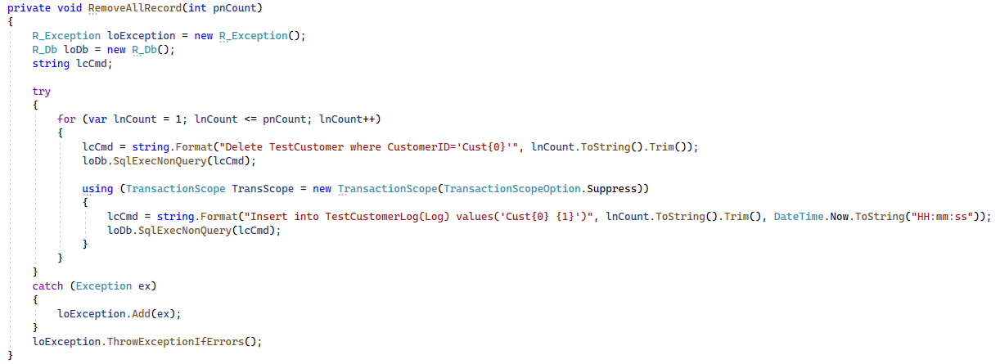 private void RemoveAllRecord(int pnCount)
{
    R_Exception loException = new R_Exception();
    R_Db loDb = new R_Db();
    string lcCmd;

    try
    {
        for (var lnCount = 1; lnCount <= pnCount; lnCount++)
        {
            lcCmd = string.Format("Delete TestCustomer where CustomerID='Cust{0}'", lnCount.ToString().Trim());
            loDb.SqlExecNonQuery(lcCmd);

            using (TransactionScope TransScope = new TransactionScope(TransactionScopeOption.Suppress))
            {
                lcCmd = string.Format("Insert into TestCustomerLog(Log) values('Cust{0} {1}')", lnCount.ToString().Trim(), DateTime.Now.ToString("HH:mm:ss"));
                loDb.SqlExecNonQuery(lcCmd);
            }
        }
    }
    catch (Exception ex)
    {
        loException.Add(ex);
    }
    loException.ThrowExceptionIfErrors();
}